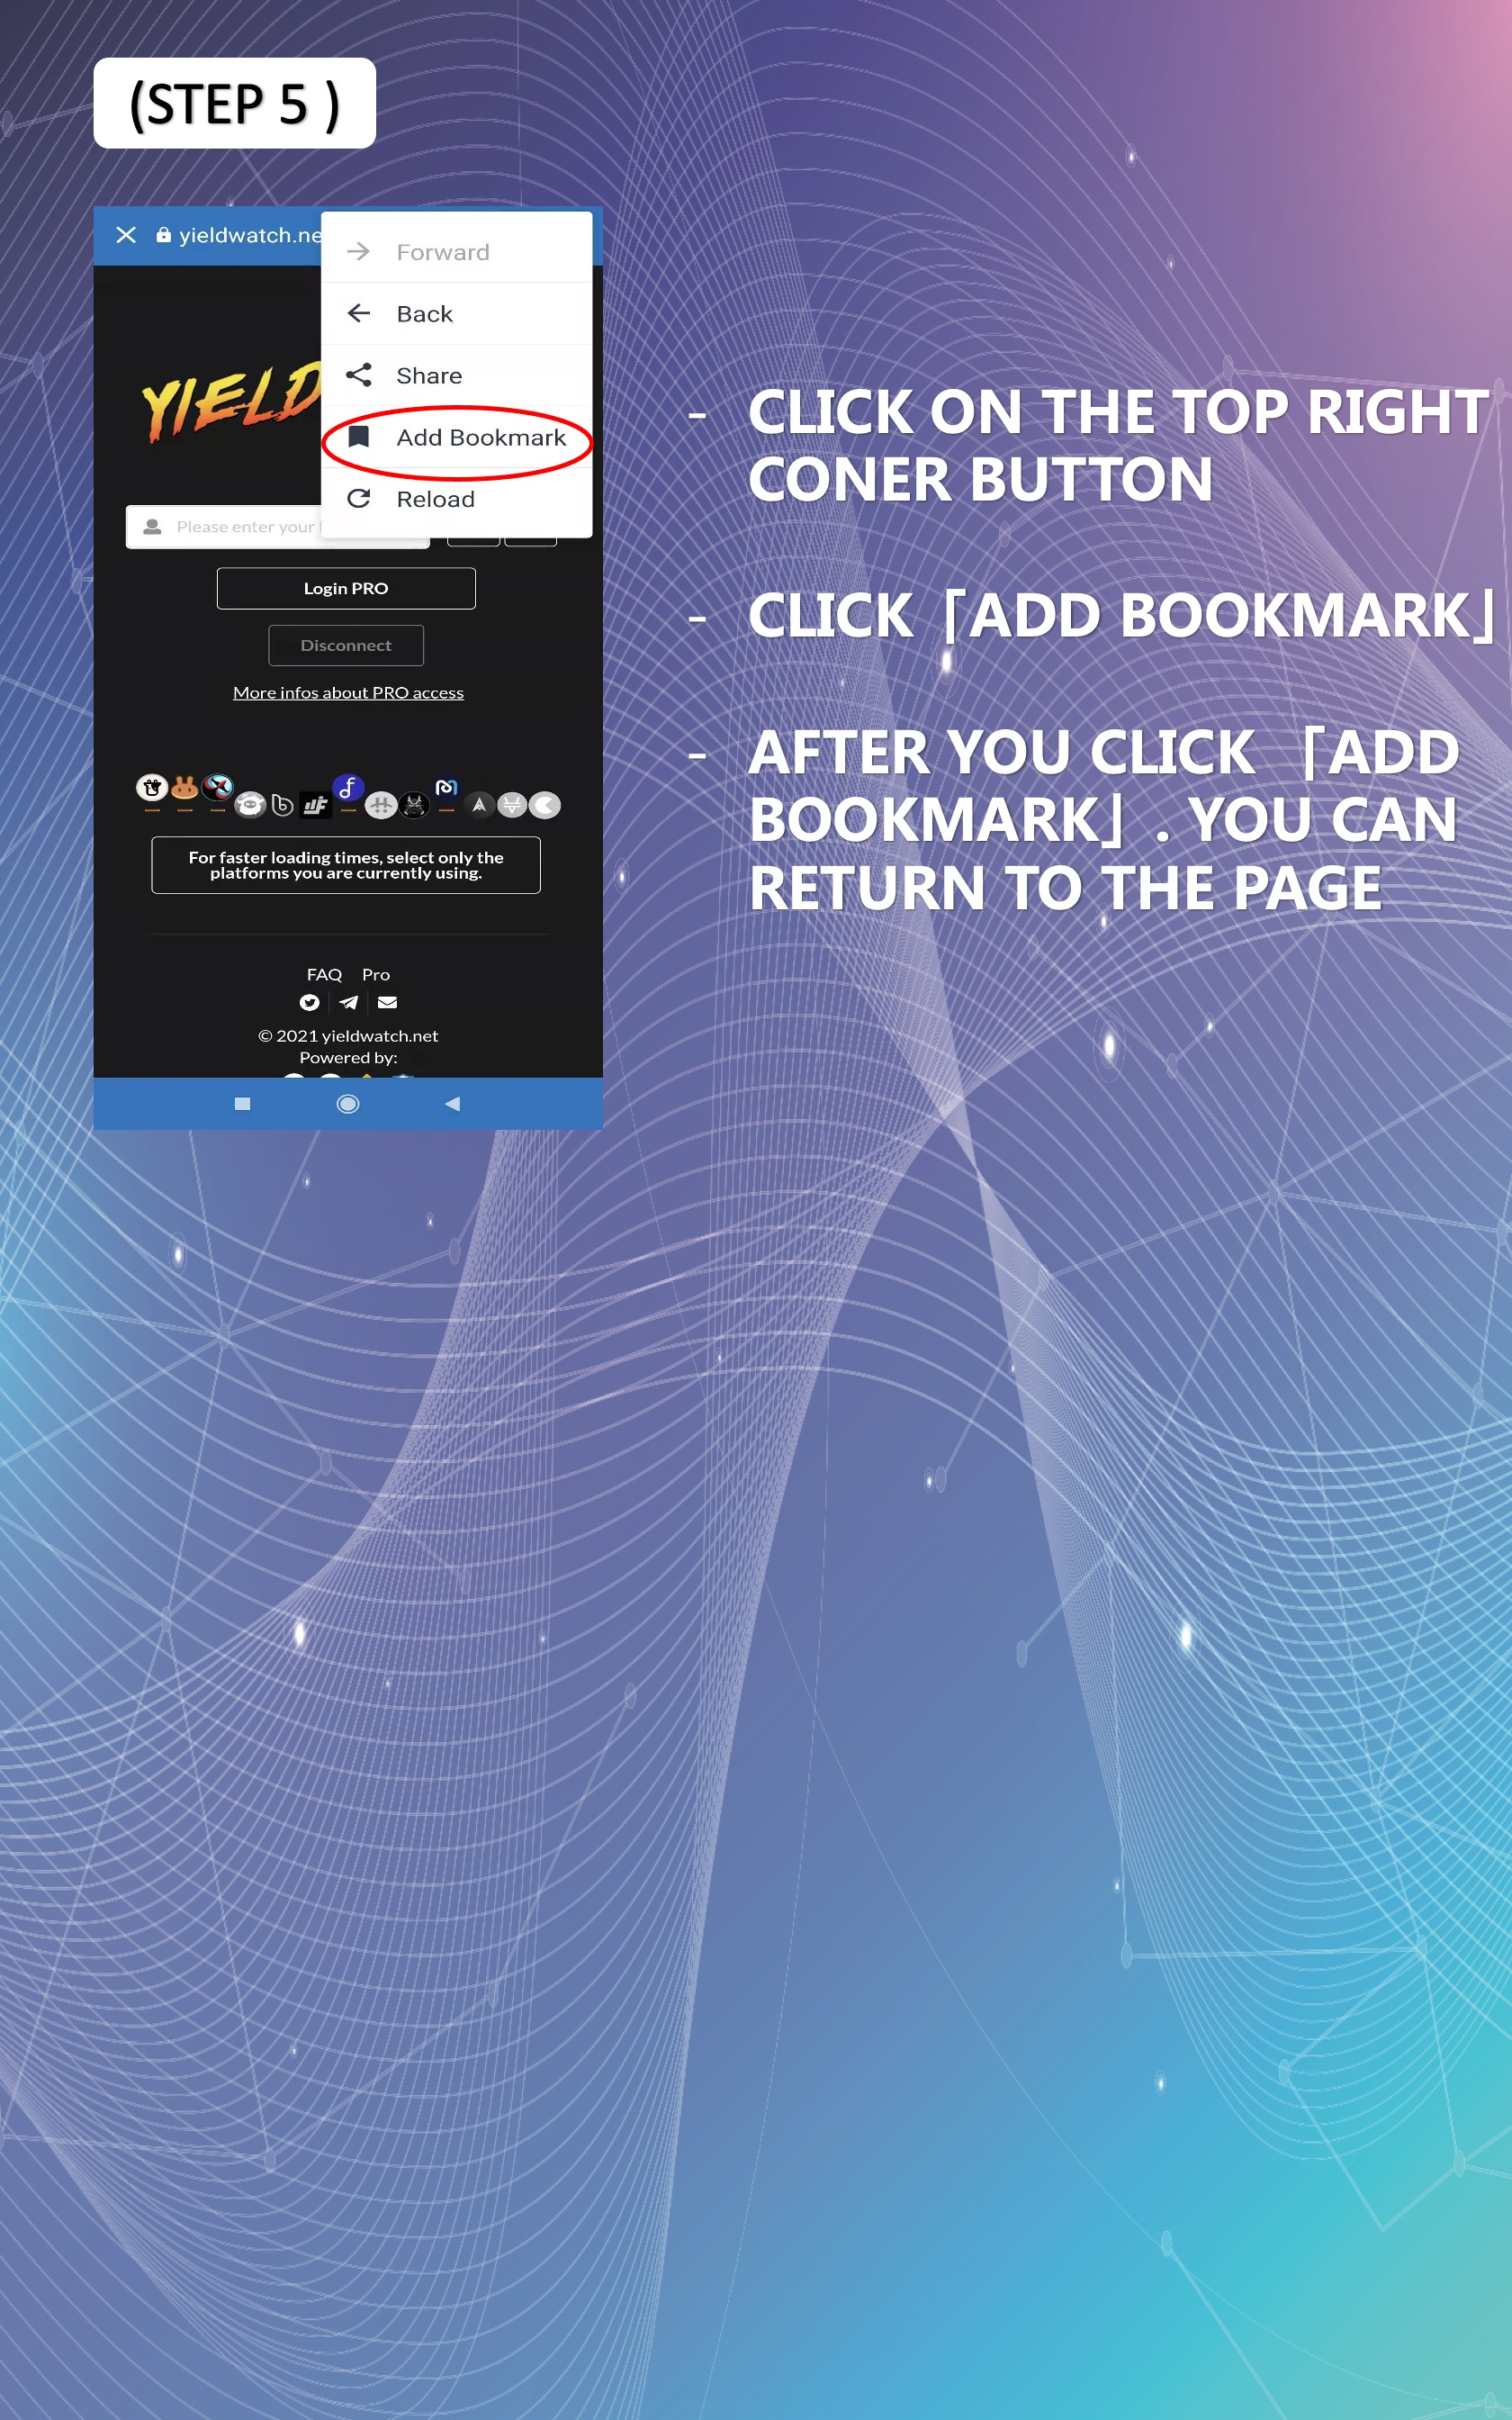 (STEP 5 )
yieldwatch.ne
Forward
Back
Share
Add Bookmark
Reload
YIELD
Please enter your
Login PRO
Disconnect
More infos about PRO access
For faster loading times, select only the
platforms you are currently using.
FAQ Pro
© 2021 yieldwatch.net
Powered by:
- CLICK ON THE TOP RIGHT
CONER BUTTON
- CLICK「ADD BOOKMARK」
- AFTER YOU CLICK 「ADD
BOOKMARK」. YOU CAN
RETURN TO THE PAGE